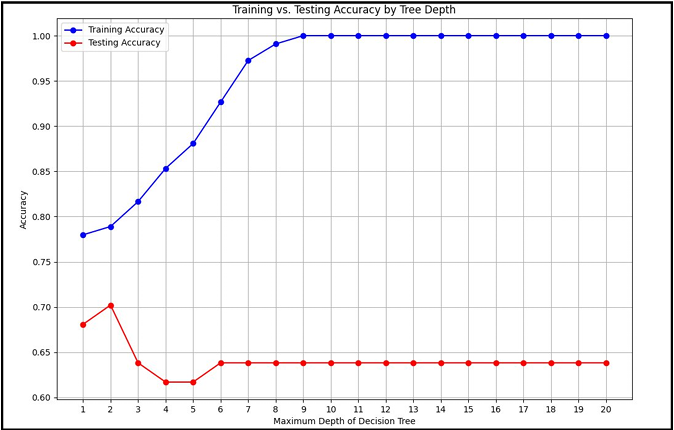 Training vs. Testing Accuracy by Tree Depth
Training Accuracy
Testing Accuracy
1.00
0.95
0.90
0.85
0.80
0.75
0.70
0.65
0.60
Accuracy
1 2 3 4 5 6 7 8 9 10 11 12 13 14 15 16 17 18 19 20
Maximum Depth of Decision Tree